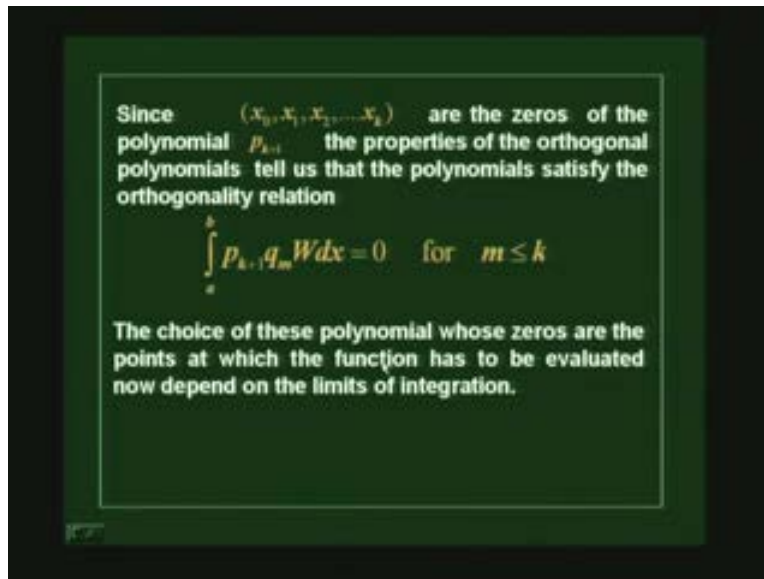 Since (x₀,x₁,x₂,....xₖ) are the zeros of the
polynomial pₖ₊₁ the properties of the orthogonal
polynomials tell us that the polynomials satisfy the
orthogonality relation
∫ₐᵇ pₖ₊₁qₘWdx = 0 for m ≤ k
The choice of these polynomial whose zeros are the
points at which the function has to be evaluated
now depend on the limits of integration.